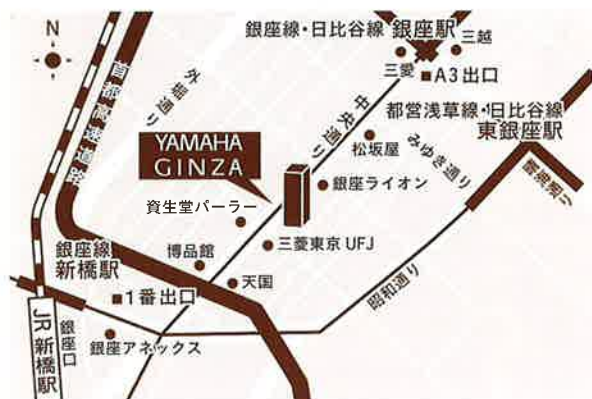 N
銀座線・日比谷線 銀座駅
三越
三愛
A3出口
首都高速道路
外堀通り
中央通り
都営浅草線・日比谷線
東銀座駅
YAMAHA
GINZA
松坂屋
みゆき通り
晴海通り
銀座ライオン
資生堂パーラー
三菱東京 UFJ
銀座線
新橋駅
博品館
天国
昭和通り
1番出口
JR 新橋駅
銀座口
銀座アネックス